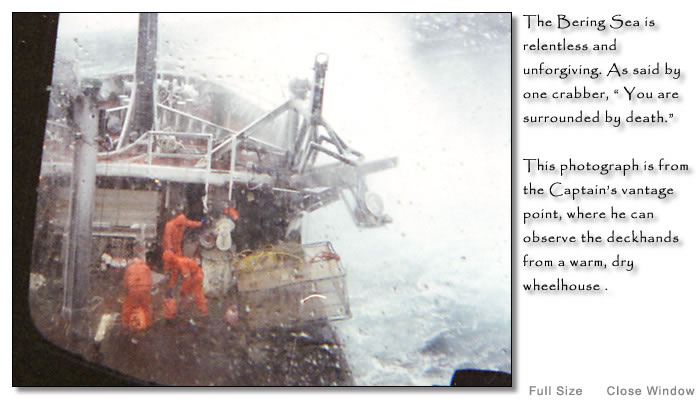 The Bering Sea is
relentless and
unforgiving. As said by
one crabber, “ You are
surrounded by death.”
This photograph is from
the Captain's vantage
point, where he can
observe the deckhands
from a warm, dry
wheelhouse .
Full Size Close Window